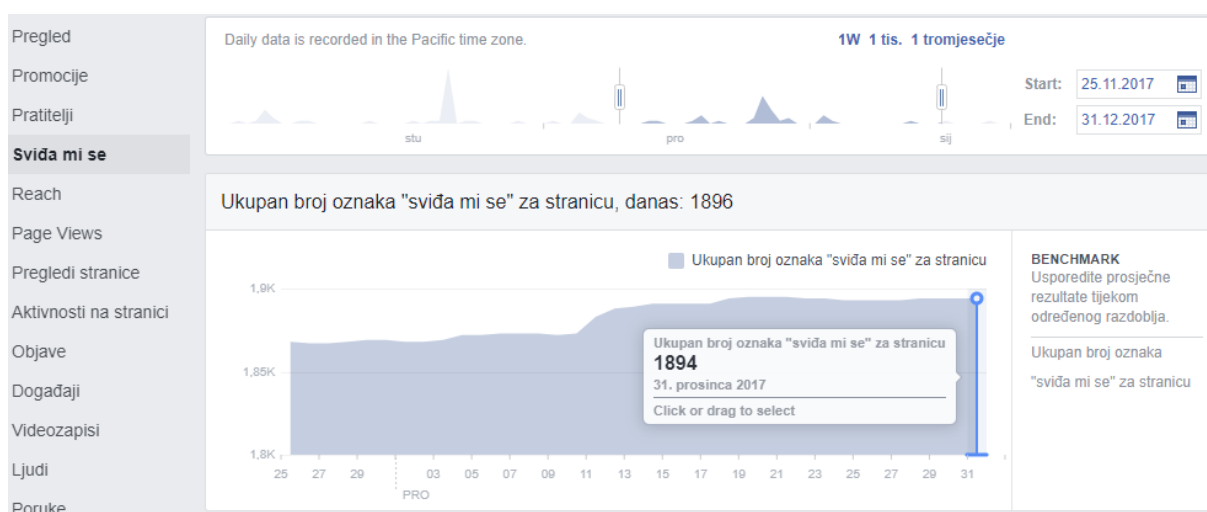 Pregled
Promocije
Pratitelji
Sviđa mi se
Reach
Page Views
Pregledi stranice
Aktivnosti na stranici
Objave
Događaji
Videozapisi
Ljudi
Poruke
Daily data is recorded in the Pacific time zone.
1W 1 tis. 1 tromjesečje
stu pro sij
Start: 25.11.2017
End: 31.12.2017
Ukupan broj oznaka "sviđa mi se" za stranicu, danas: 1896
Ukupan broj oznaka "sviđa mi se" za stranicu
1,9K
1,85K
1,8K
Ukupan broj oznaka "sviđa mi se" za stranicu
1894
31. prosinca 2017
Click or drag to select
25 27 29 03 05 07 09 11 13 15 17 19 21 23 25 27 29 31
PRO
BENCHMARK
Usporedite prosječne
rezultate tijekom
određenog razdoblja.
Ukupan broj oznaka
"sviđa mi se" za stranicu